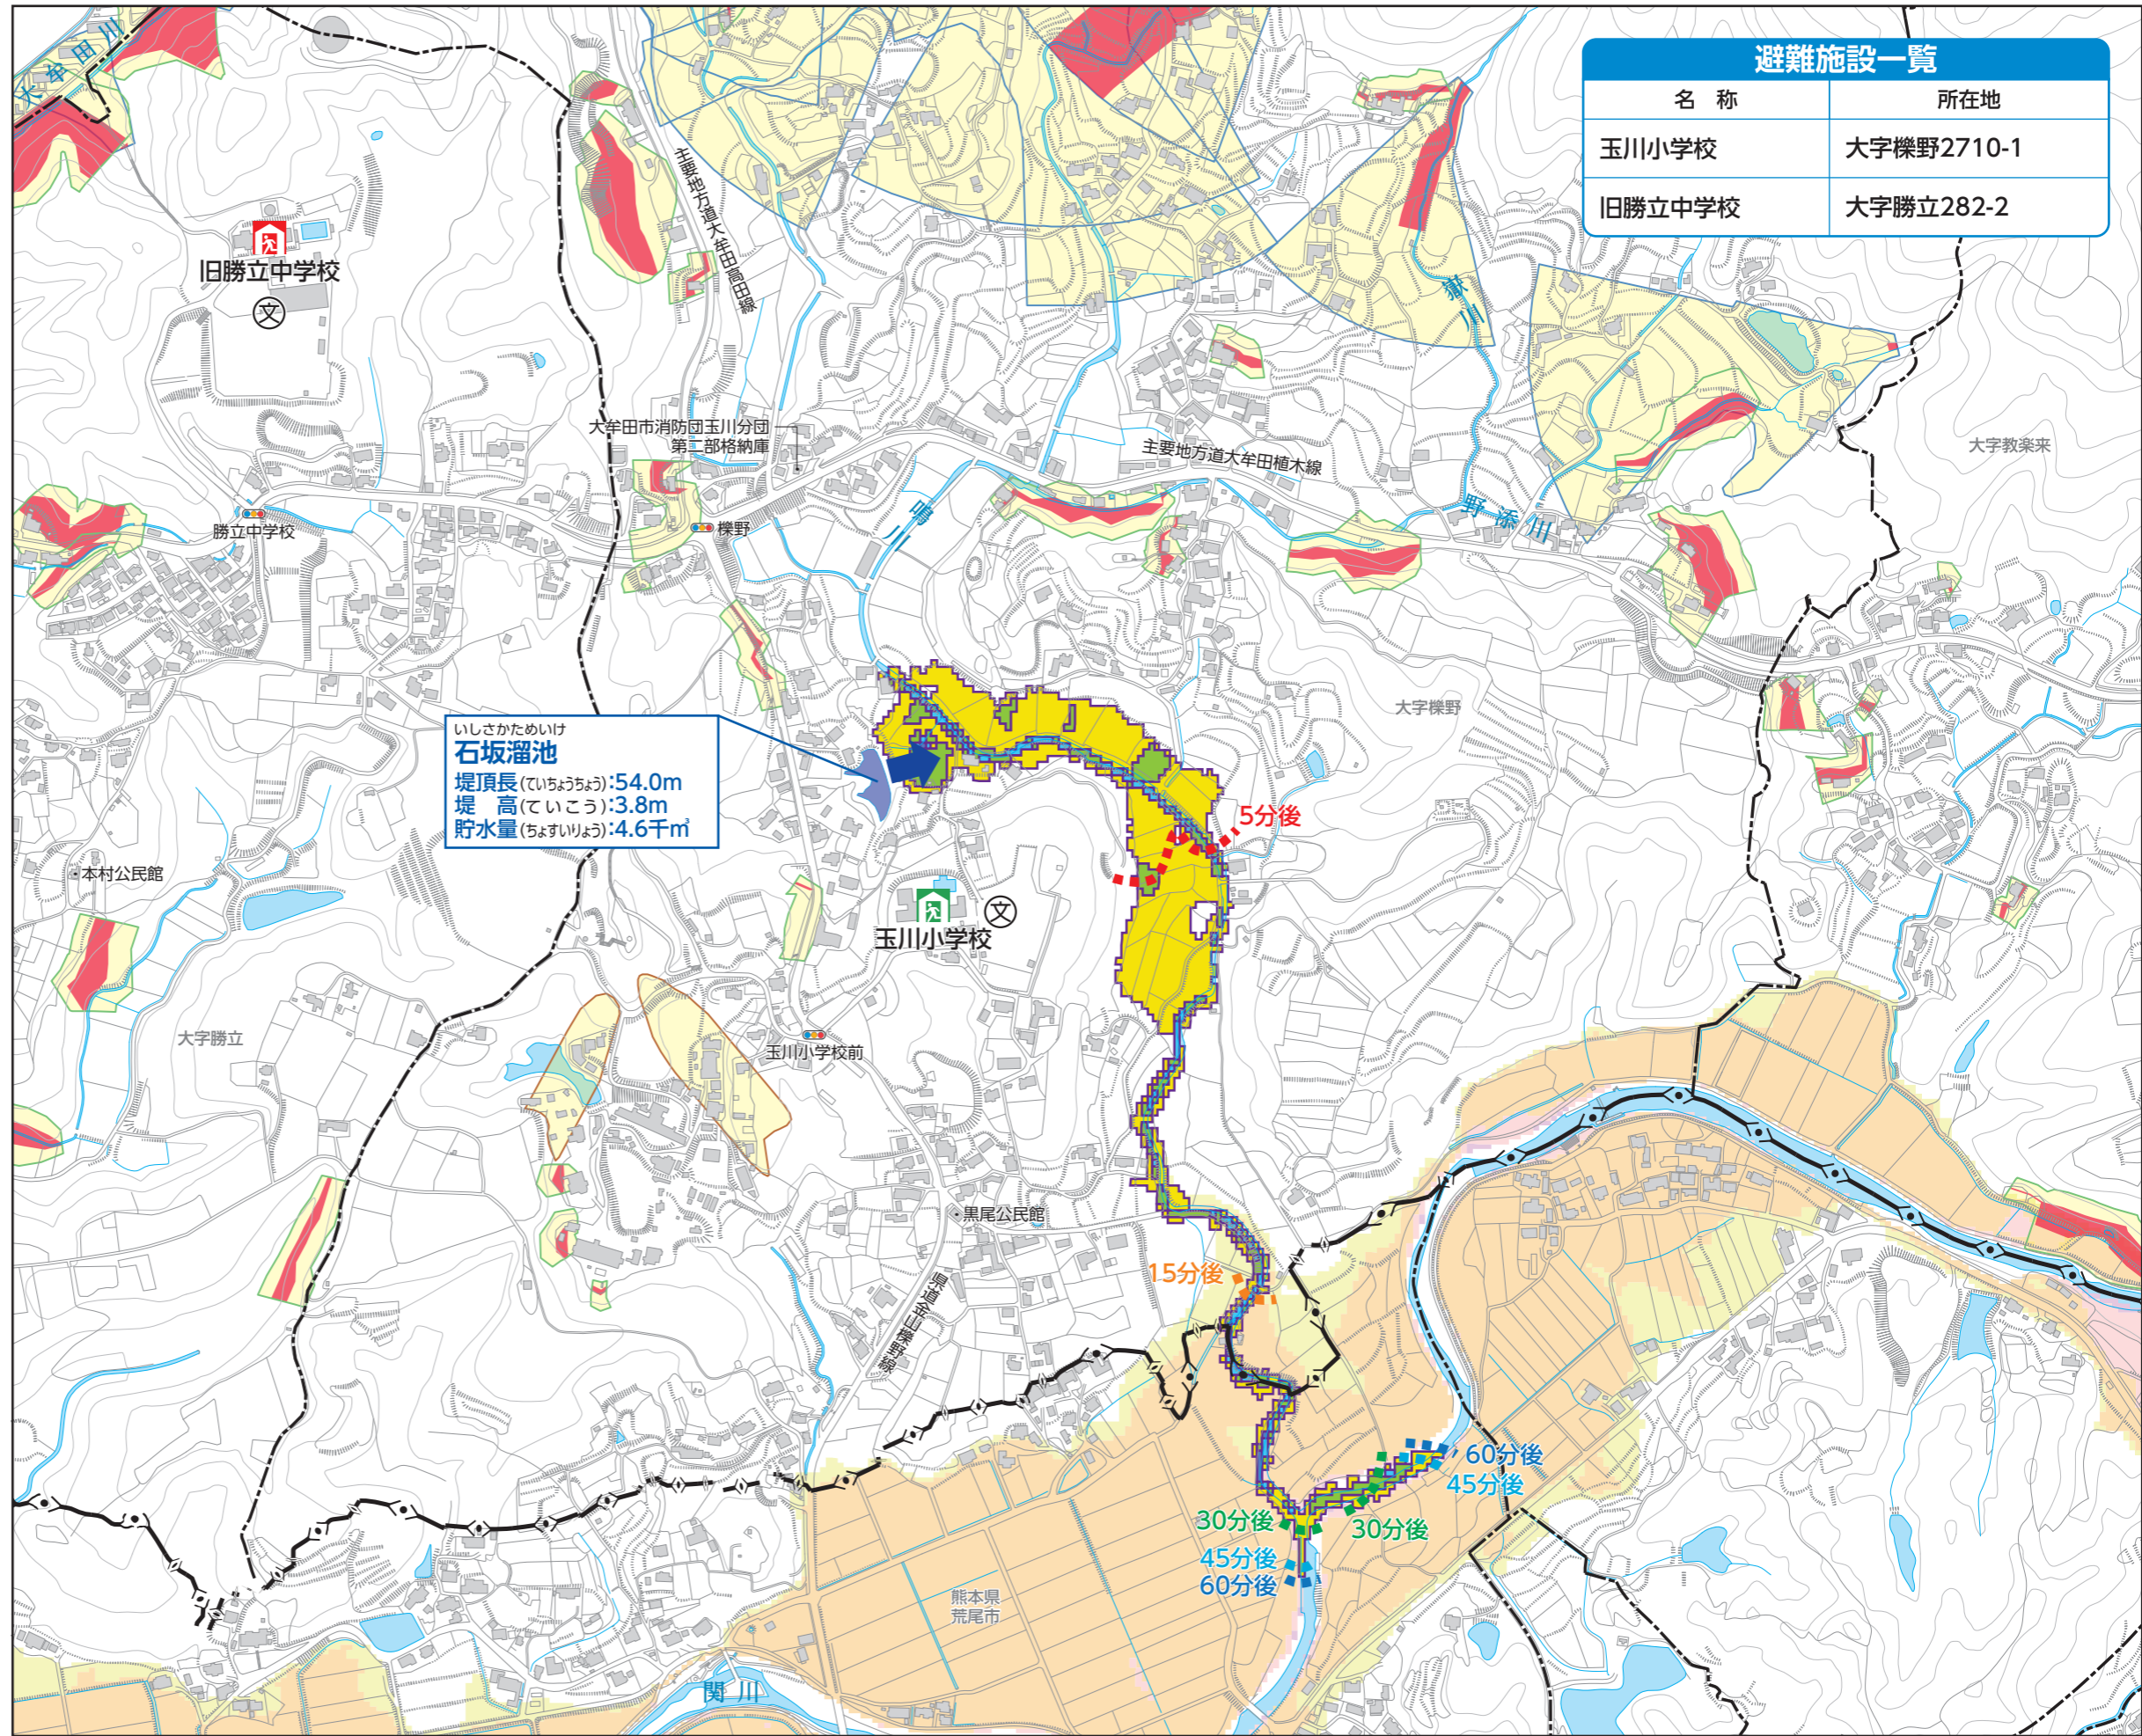 避難施設一覧
名 称 所在地
玉川小学校 大字櫟野2710-1
旧勝立中学校 大字勝立282-2
大牟田川
旧勝立中学校
文
主要地方道大牟田高田線
嶽川
大牟田市消防団玉川分団
第二部格納庫
主要地方道大牟田植木線
大字教楽来
勝立中学校
櫟野
鳴川
野添川
大字櫟野
いしさかためいけ
石坂溜池
堤頂長(ていちょうちょう):54.0m
堤 高(ていこう):3.8m
貯水量(ちょすいりょう):4.6千㎥
5分後
本村公民館
玉川小学校
文
大字勝立
玉川小学校前
黒尾公民館
15分後
県道金山櫟野線
60分後
45分後
30分後
30分後
45分後
60分後
熊本県
荒尾市
関川